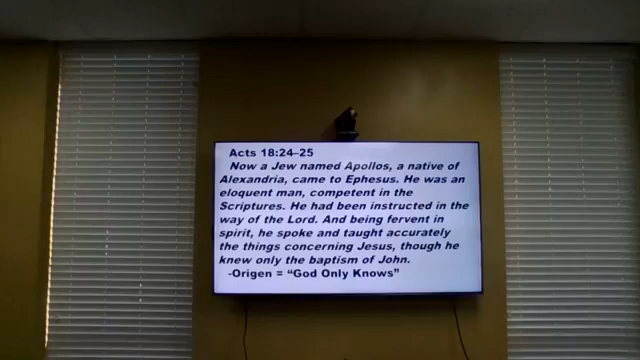 Acts 18:24–25
Now a Jew named Apollos, a native of
Alexandria, came to Ephesus. He was an
eloquent man, competent in the
Scriptures. He had been instructed in the
way of the Lord. And being fervent in
spirit, he spoke and taught accurately
the things concerning Jesus, though he
knew only the baptism of John.
-Origen = “God Only Knows”